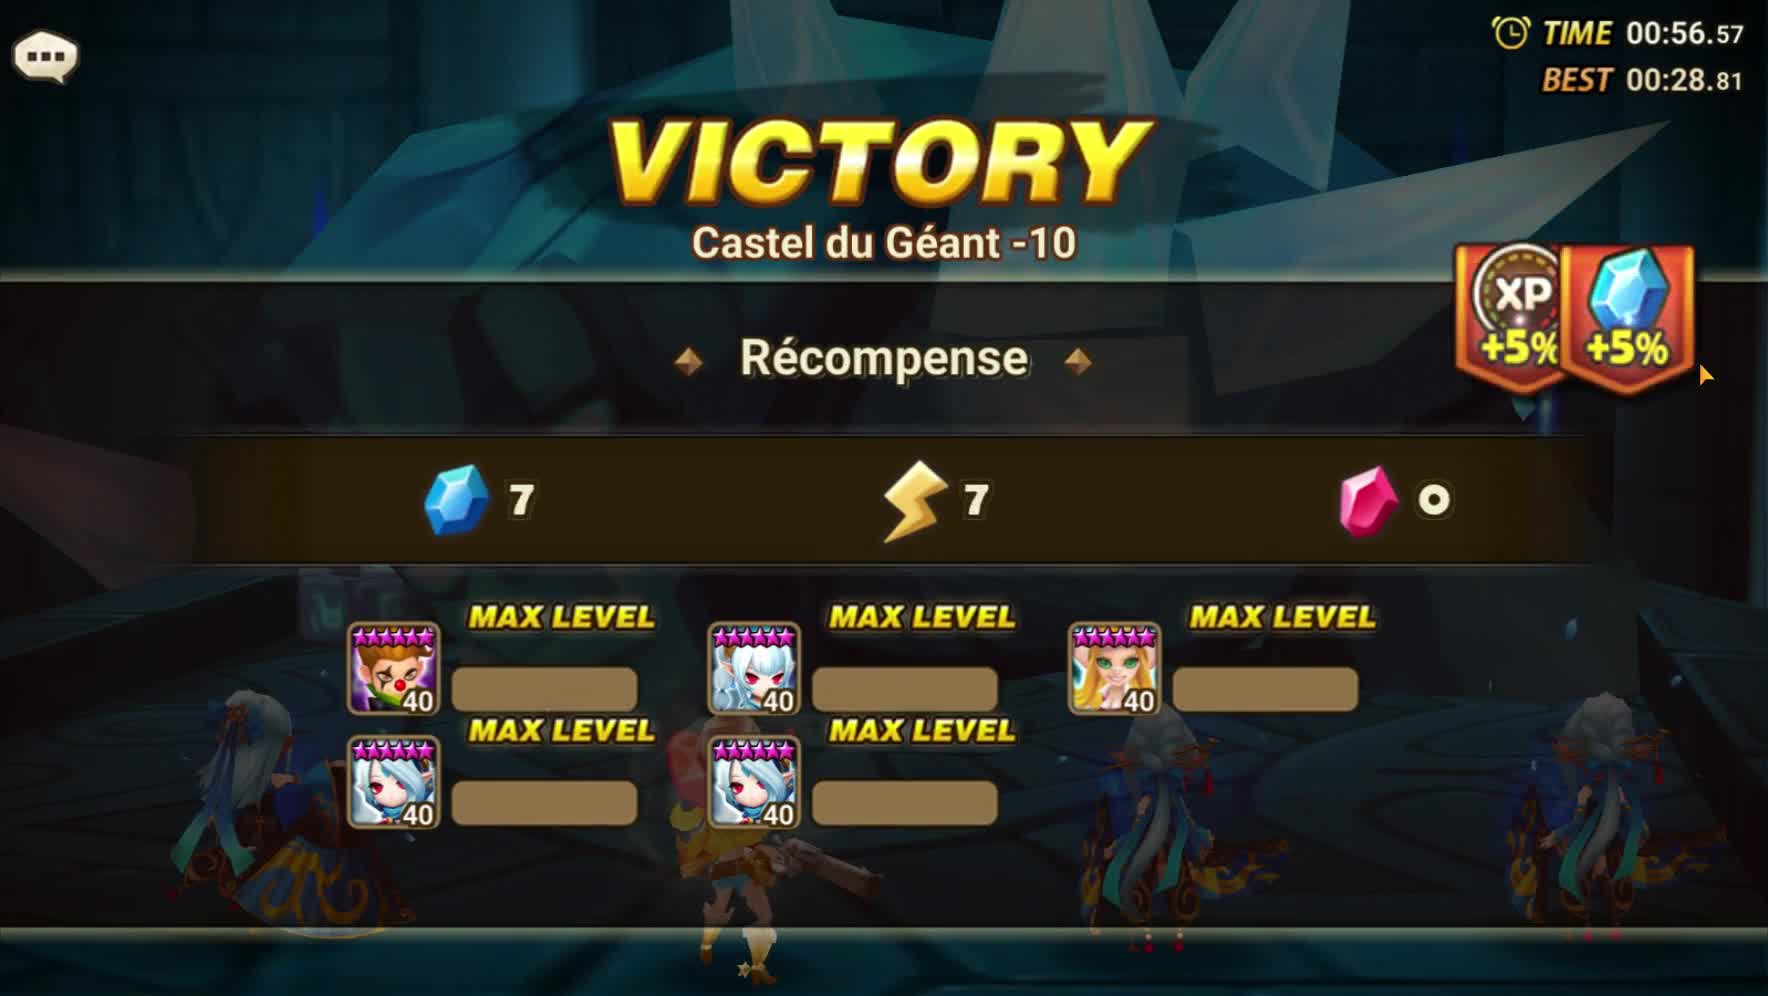 TIME 00:56.57
BEST 00:28.81
VICTORY
Castel du Géant -10
XP +5% +5%
Récompense
7 7 0
MAX LEVEL MAX LEVEL MAX LEVEL
40 40 40
MAX LEVEL MAX LEVEL
40 40